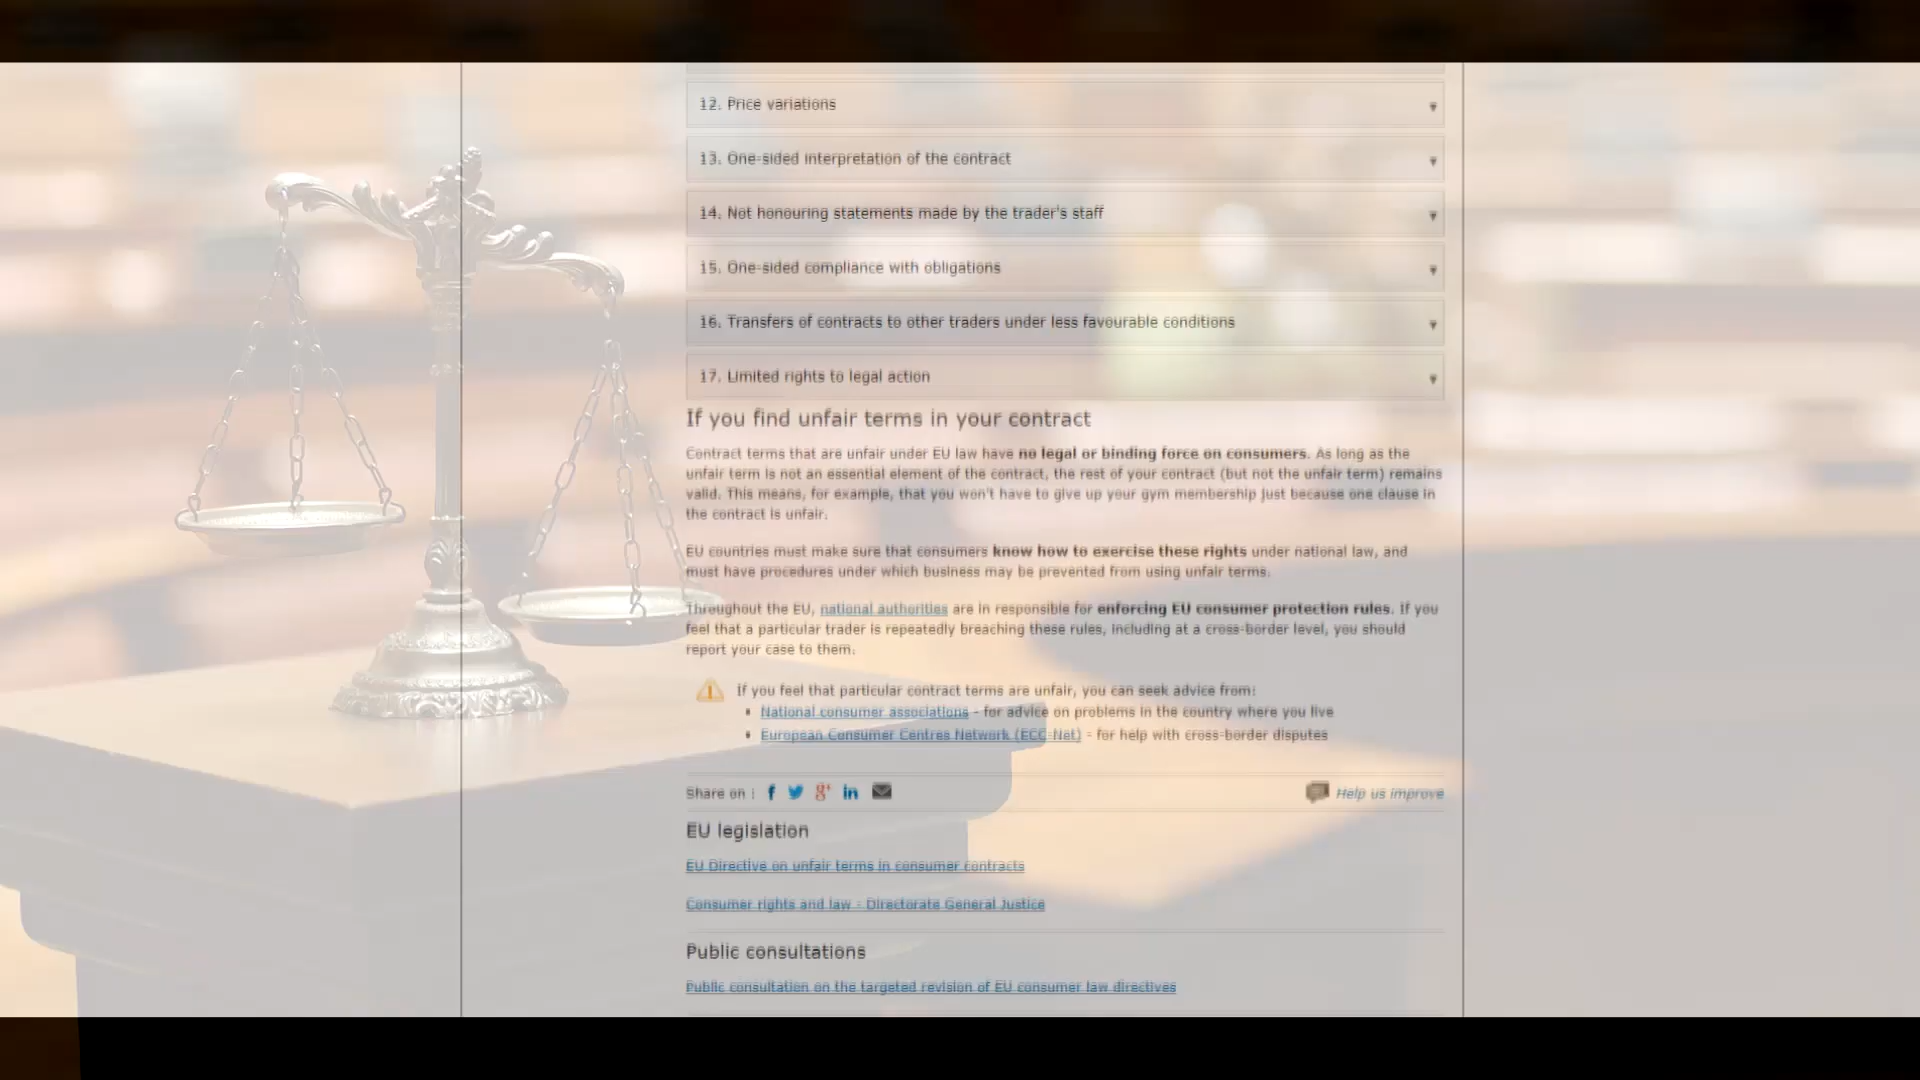 12. Price variations
13. One-sided interpretation of the contract
14. Not honouring statements made by the trader's staff
15. One-sided compliance with obligations
16. Transfers of contracts to other traders under less favourable conditions
17. Limited rights to legal action
If you find unfair terms in your contract
Contract terms that are unfair under EU law have no legal or binding force on consumers. As long as the
unfair term is not an essential element of the contract, the rest of your contract (but not the unfair term) remains
valid. This means, for example, that you won't have to give up your gym membership just because one clause in
the contract is unfair.
EU countries must make sure that consumers know how to exercise these rights under national law, and
must have procedures under which business may be prevented from using unfair terms.
Throughout the EU, national authorities are in responsible for enforcing EU consumer protection rules. If you
feel that a particular trader is repeatedly breaching these rules, including at a cross-border level, you should
report your case to them.
If you feel that particular contract terms are unfair, you can seek advice from:
National consumer associations - for advice on problems in the country where you live
European Consumer Centres Network (ECC-Net) - for help with cross-border disputes
Share on :
Help us improve
EU legislation
EU Directive on unfair terms in consumer contracts
Consumer rights and law - Directorate General Justice
Public consultations
Public consultation on the targeted revision of EU consumer law directives